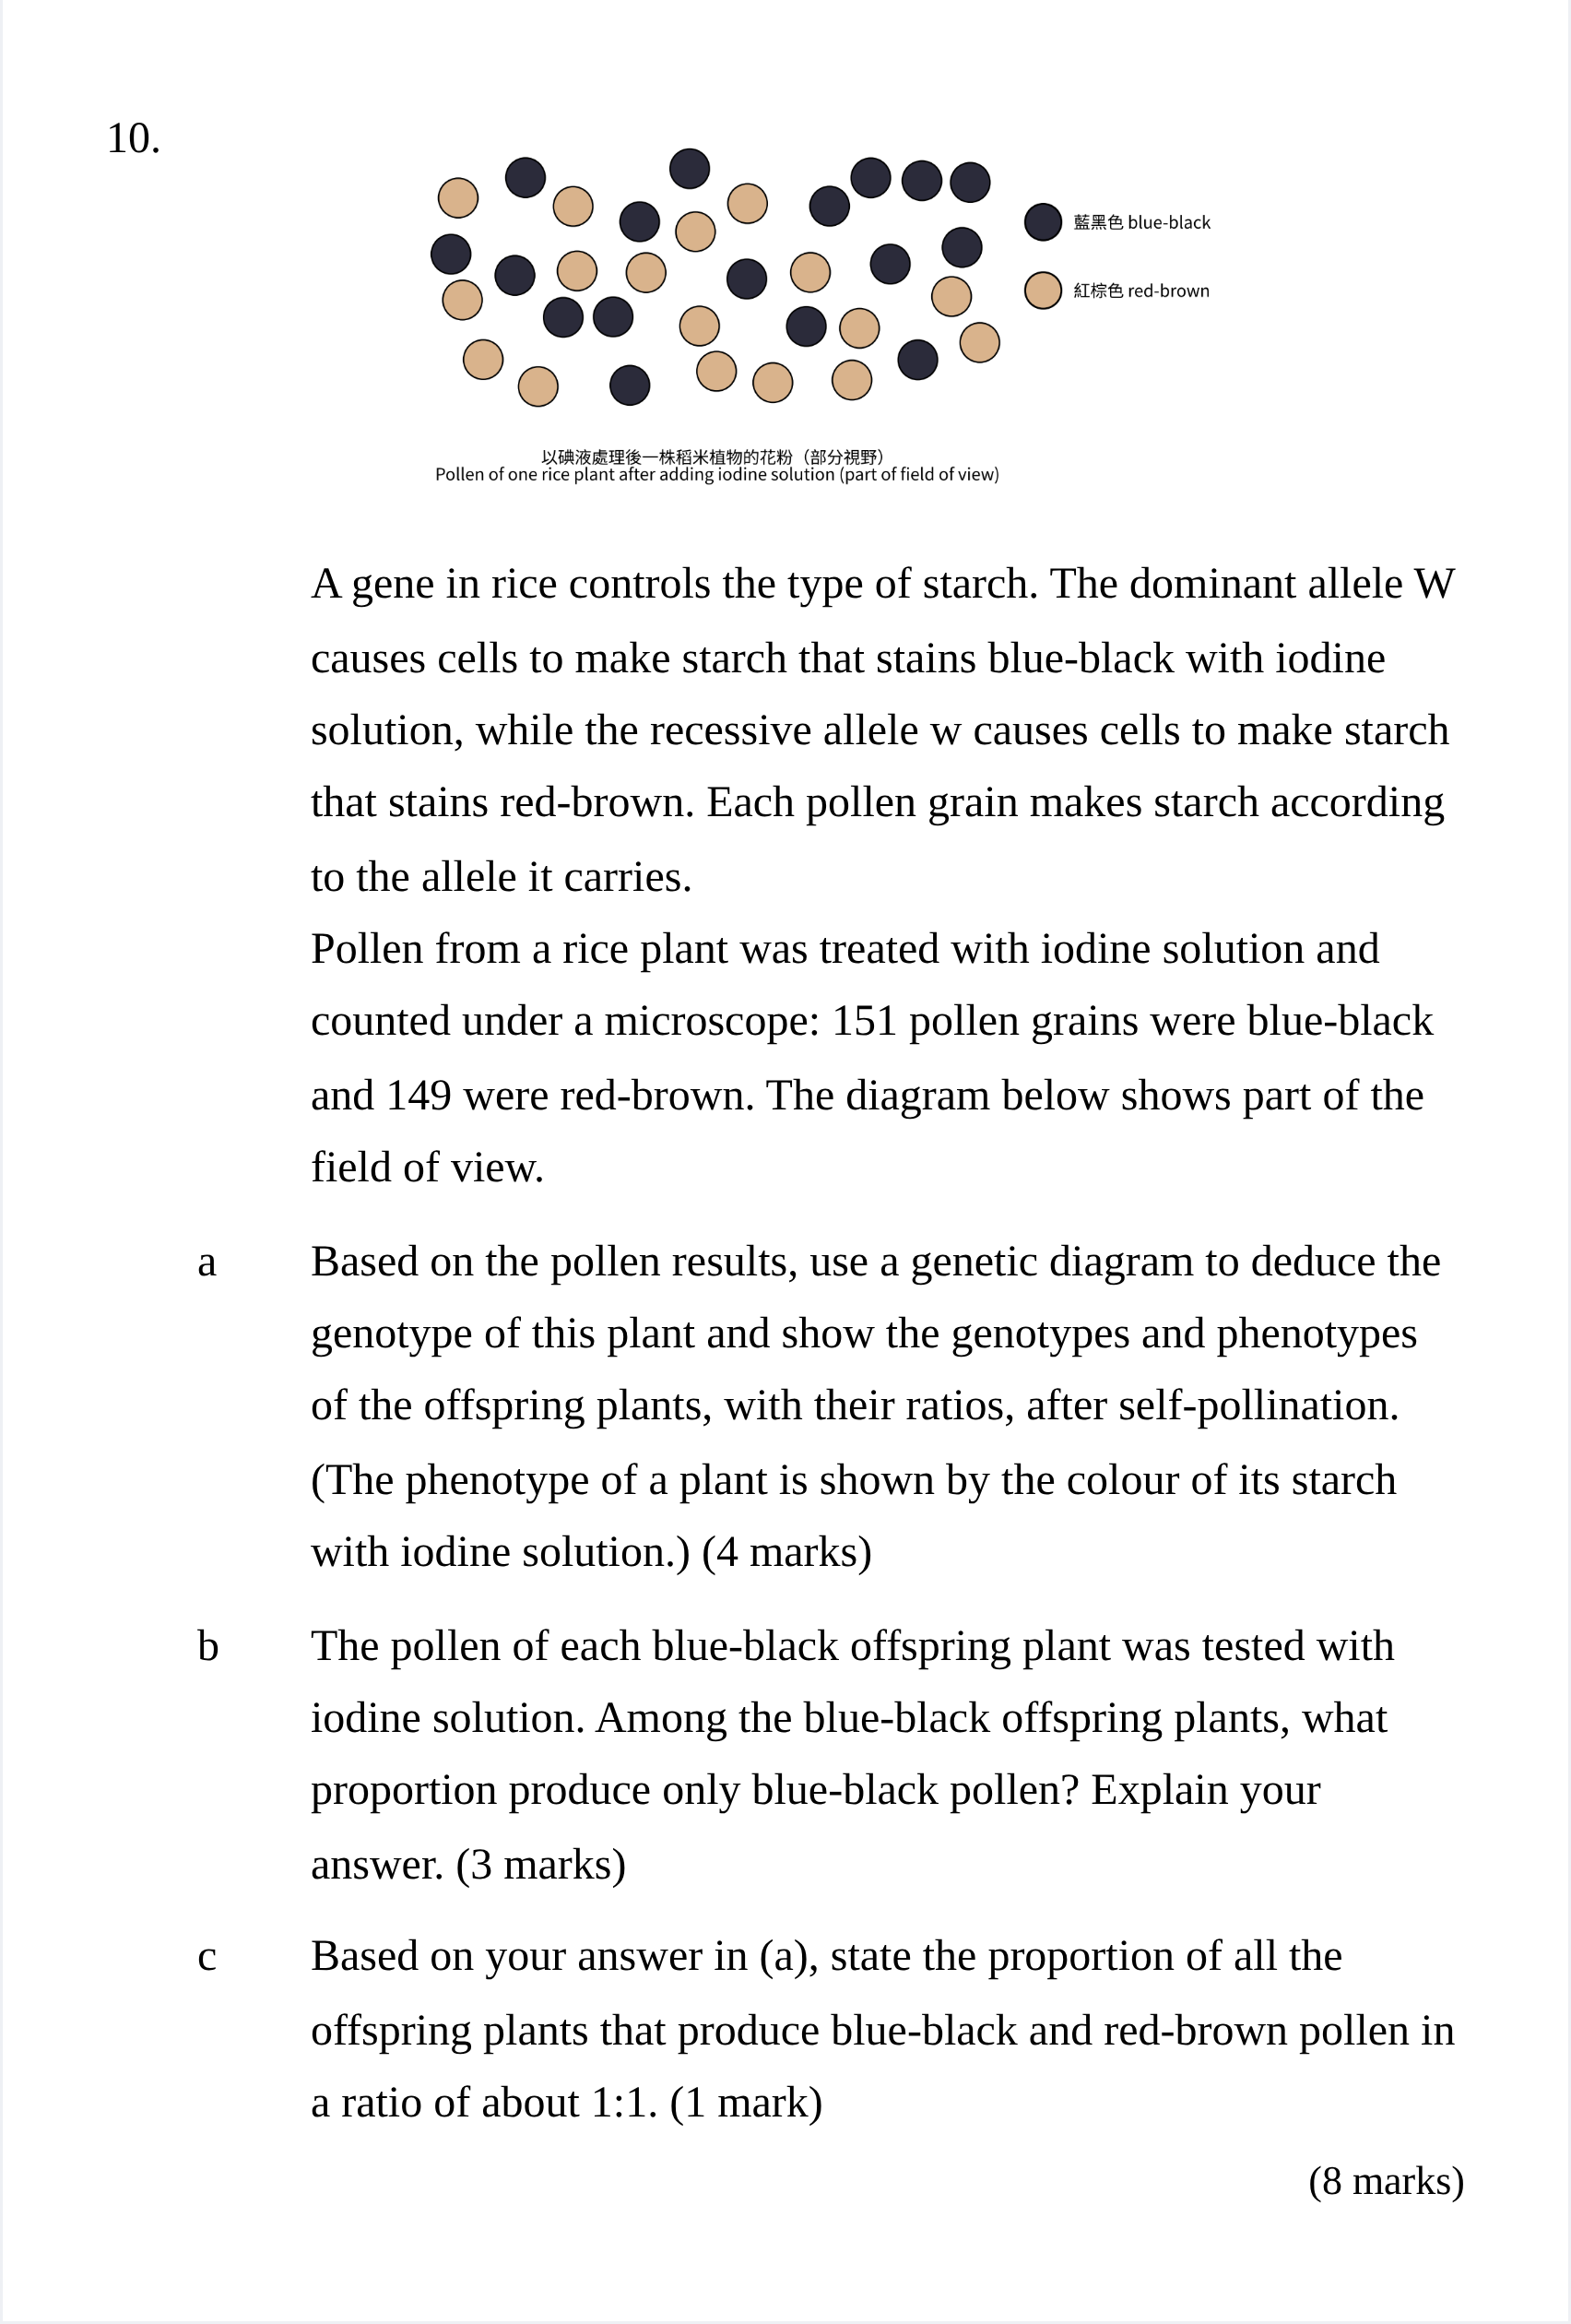 10.
藍黑色 blue-black
紅棕色 red-brown
以碘液處理後一株稻米植物的花粉（部分視野）
Pollen of one rice plant after adding iodine solution (part of field of view)
A gene in rice controls the type of starch. The dominant allele W
causes cells to make starch that stains blue-black with iodine
solution, while the recessive allele w causes cells to make starch
that stains red-brown. Each pollen grain makes starch according
to the allele it carries.
Pollen from a rice plant was treated with iodine solution and
counted under a microscope: 151 pollen grains were blue-black
and 149 were red-brown. The diagram below shows part of the
field of view.
a Based on the pollen results, use a genetic diagram to deduce the
genotype of this plant and show the genotypes and phenotypes
of the offspring plants, with their ratios, after self-pollination.
(The phenotype of a plant is shown by the colour of its starch
with iodine solution.) (4 marks)
b The pollen of each blue-black offspring plant was tested with
iodine solution. Among the blue-black offspring plants, what
proportion produce only blue-black pollen? Explain your
answer. (3 marks)
c Based on your answer in (a), state the proportion of all the
offspring plants that produce blue-black and red-brown pollen in
a ratio of about 1:1. (1 mark)
(8 marks)